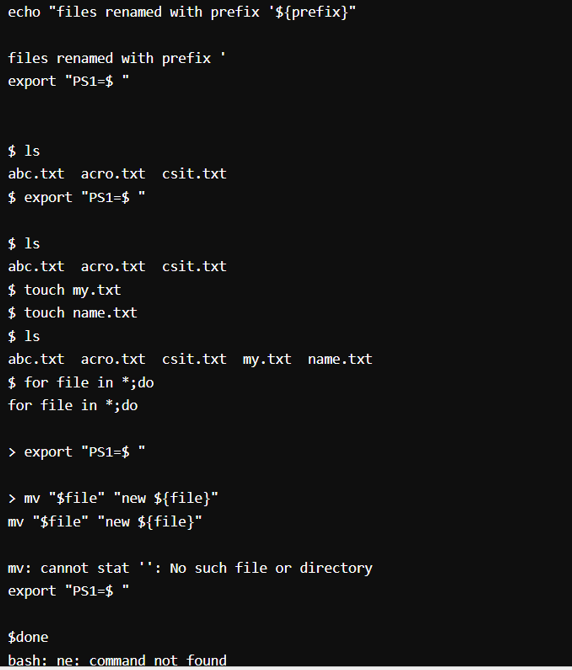 echo "files renamed with prefix '${prefix}"
files renamed with prefix '
export "PS1=$ "
$ ls
abc.txt  acro.txt  csit.txt
$ export "PS1=$ "
$ ls
abc.txt  acro.txt  csit.txt
$ touch my.txt
$ touch name.txt
$ ls
abc.txt  acro.txt  csit.txt  my.txt  name.txt
$ for file in *;do
for file in *;do
> export "PS1=$ "
> mv "$file" "new ${file}"
mv "$file" "new ${file}"
mv: cannot stat '': No such file or directory
export "PS1=$ "
$done
bash: ne: command not found